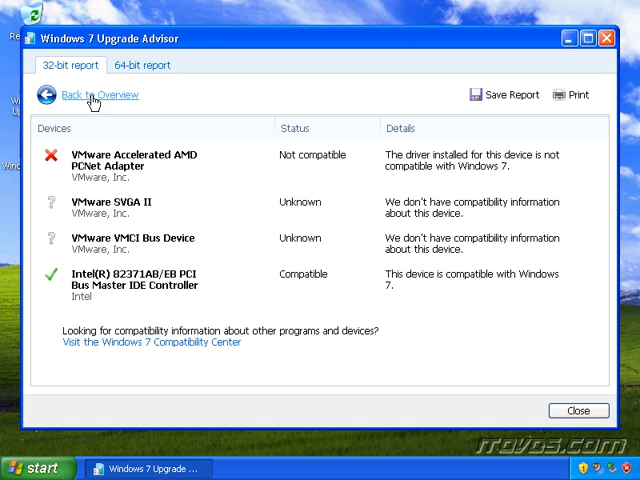 Windows 7 Upgrade Advisor
32-bit report 64-bit report
Back to Overview Save Report Print
Devices Status Details
VMware Accelerated AMD Not compatible The driver installed for this device is not
PCNet Adapter compatible with Windows 7.
VMware, Inc.
VMware SVGA II Unknown We don't have compatibility information
VMware, Inc. about this device.
VMware VMCI Bus Device Unknown We don't have compatibility information
VMware, Inc. about this device.
Intel(R) 82371AB/EB PCI Compatible This device is compatible with Windows
Bus Master IDE Controller 7.
Intel
Looking for compatibility information about other programs and devices?
Visit the Windows 7 Compatibility Center
Close
start Windows 7 Upgrade ...